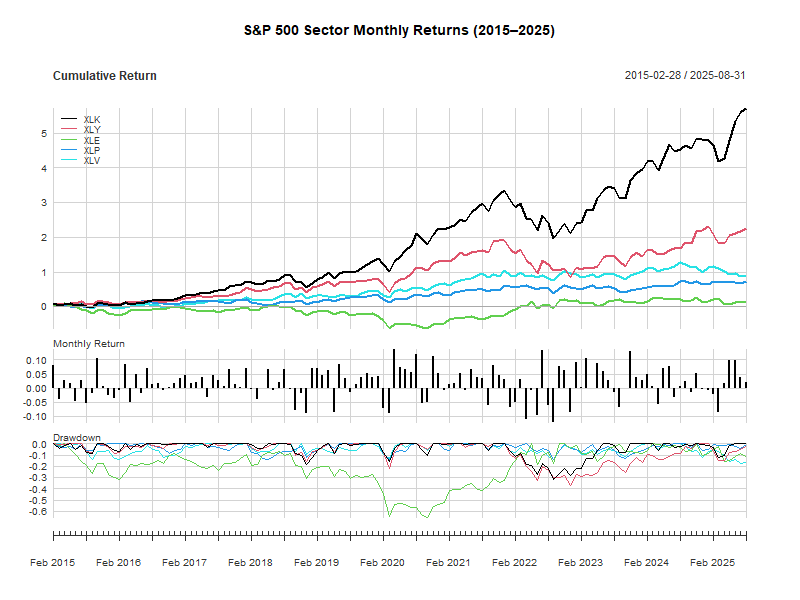 S&P 500 Sector Monthly Returns (2015–2025)
Cumulative Return 2015-02-28 / 2025-08-31
XLK
XLY
XLE
XLP
XLV
5
4
3
2
1
0
Monthly Return
0.10
0.05
0.00
-0.05
-0.10
Drawdown
0.0
-0.1
-0.2
-0.3
-0.4
-0.5
-0.6
Feb 2015 Feb 2016 Feb 2017 Feb 2018 Feb 2019 Feb 2020 Feb 2021 Feb 2022 Feb 2023 Feb 2024 Feb 2025